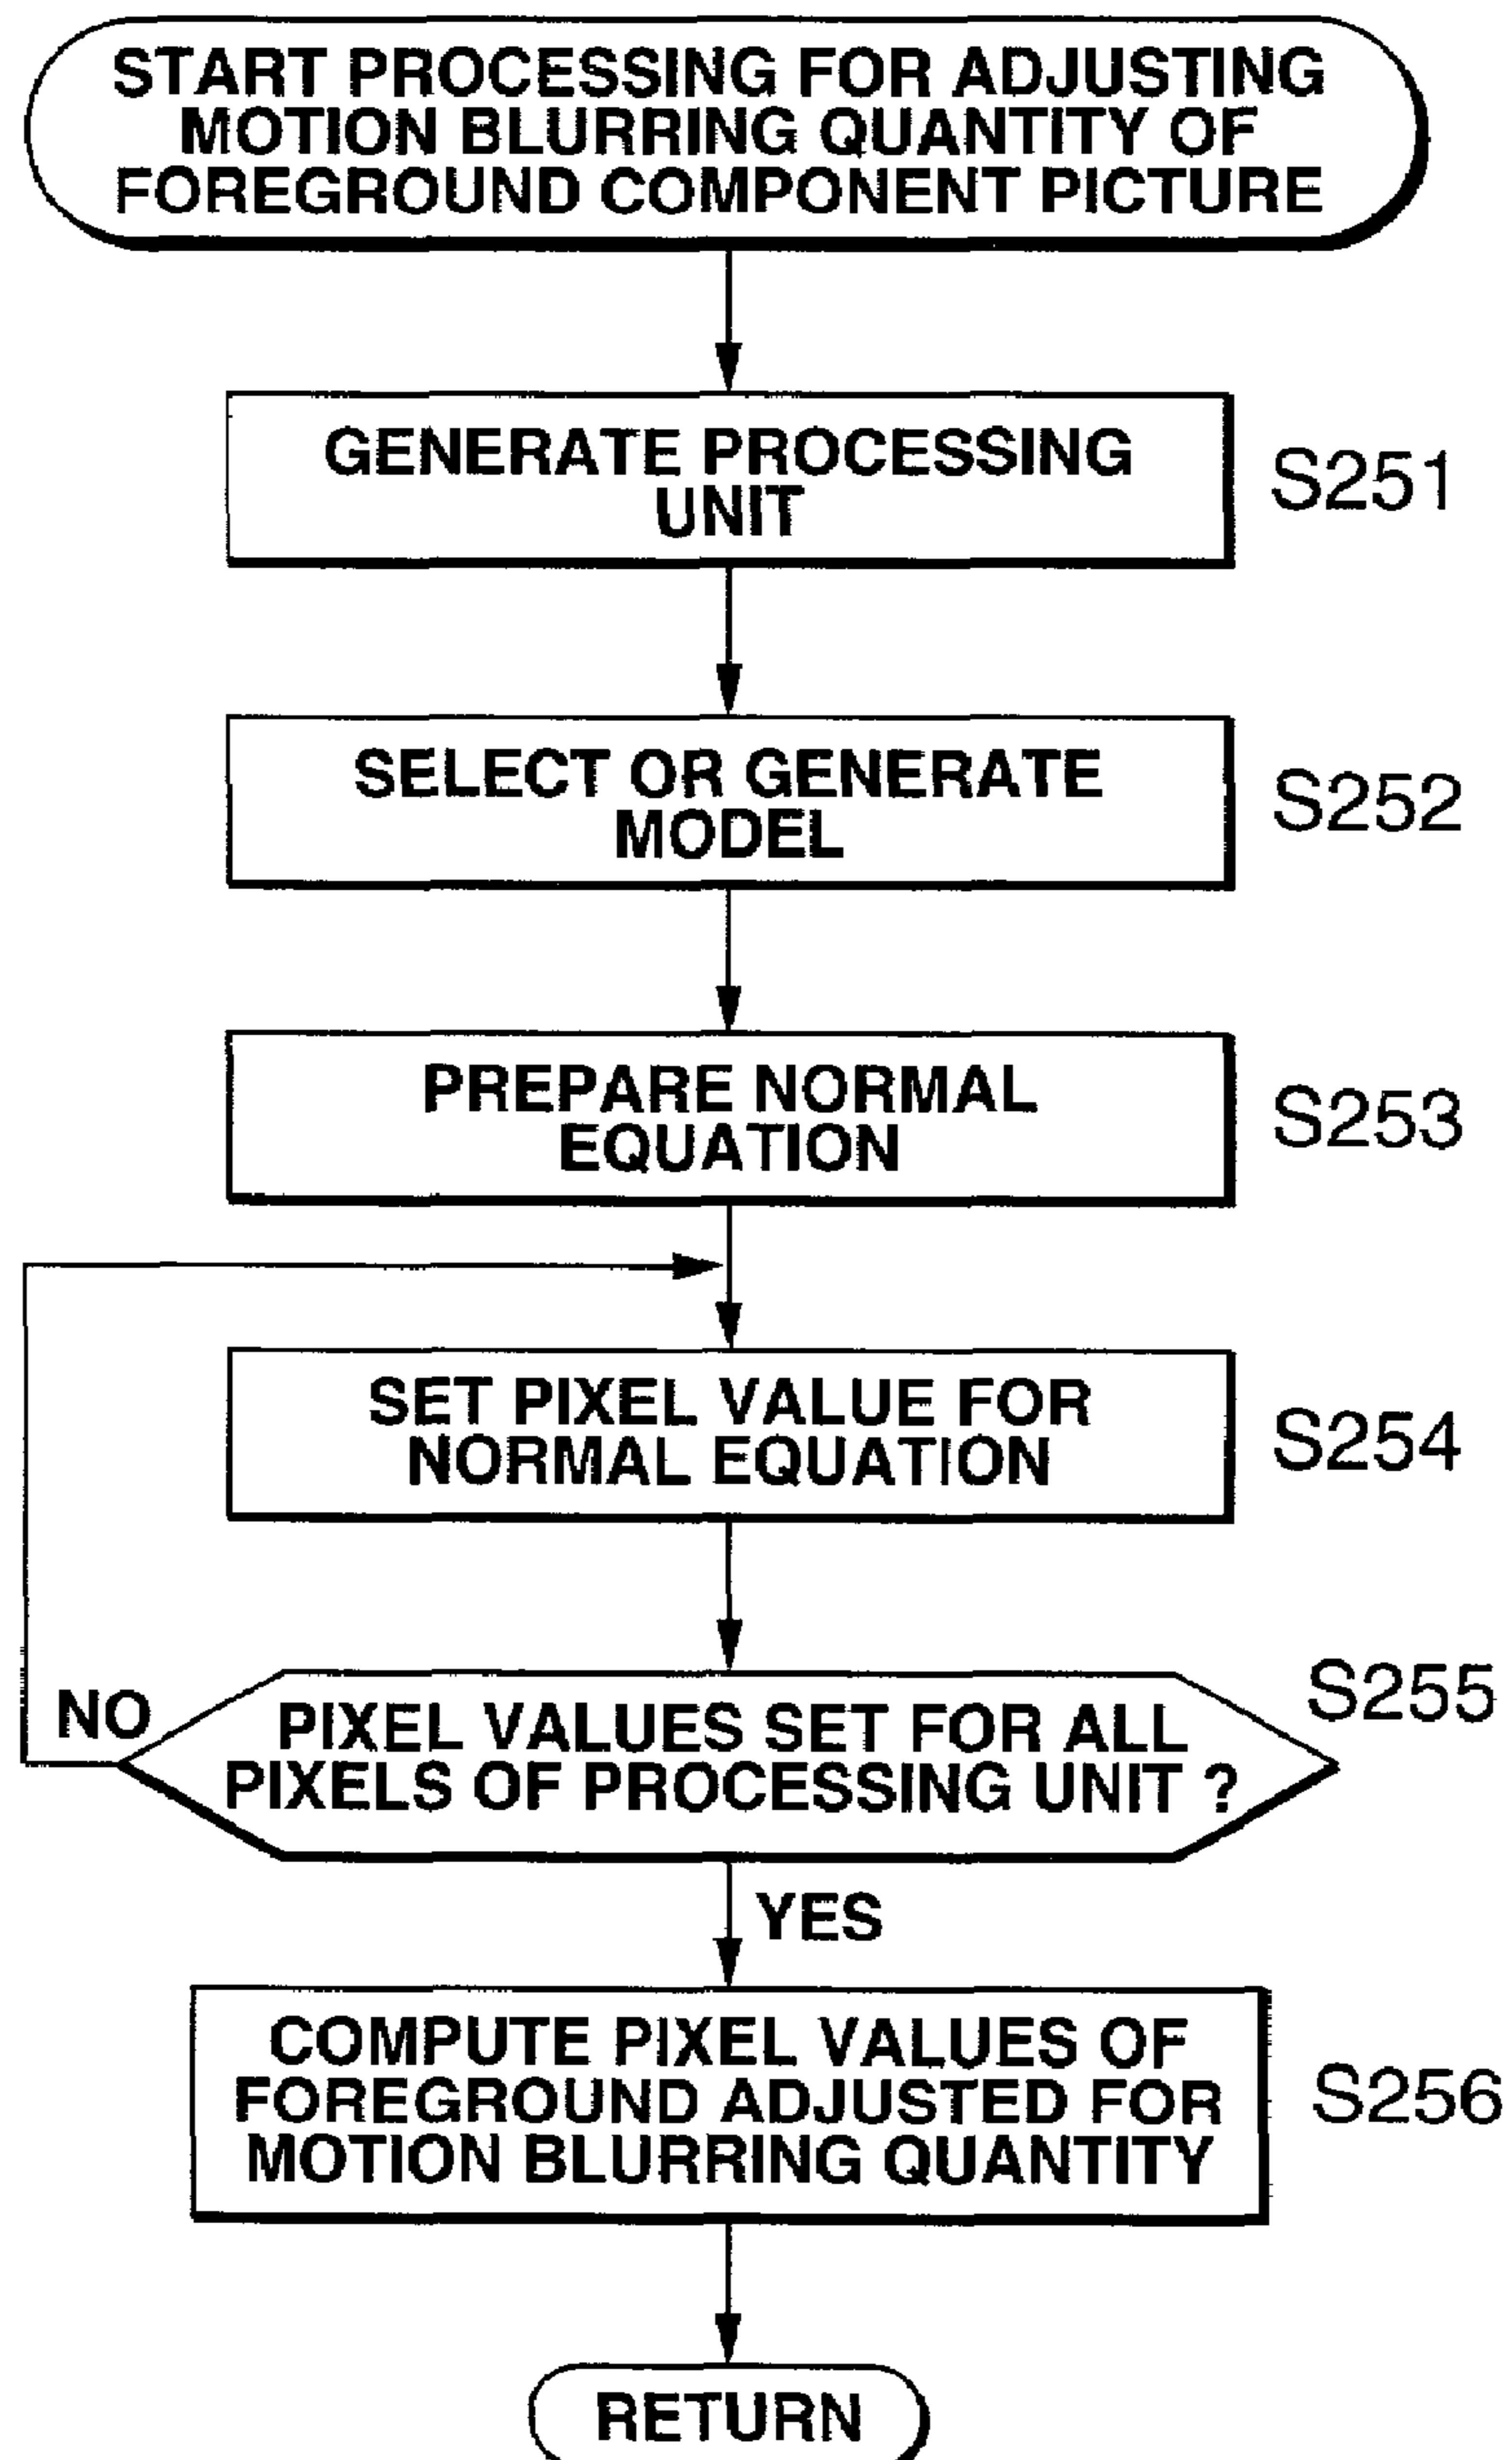 START PROCESSING FOR ADJUSTING
MOTION BLURRING QUANTITY OF
FOREGROUND COMPONENT PICTURE
GENERATE PROCESSING
UNIT
S251
SELECT OR GENERATE
MODEL
S252
PREPARE NORMAL
EQUATION
S253
SET PIXEL VALUE FOR
NORMAL EQUATION
S254
S255
NO
PIXEL VALUES SET FOR ALL
PIXELS OF PROCESSING UNIT ?
YES
COMPUTE PIXEL VALUES OF
FOREGROUND ADJUSTED FOR
MOTION BLURRING QUANTITY
S256
RETURN